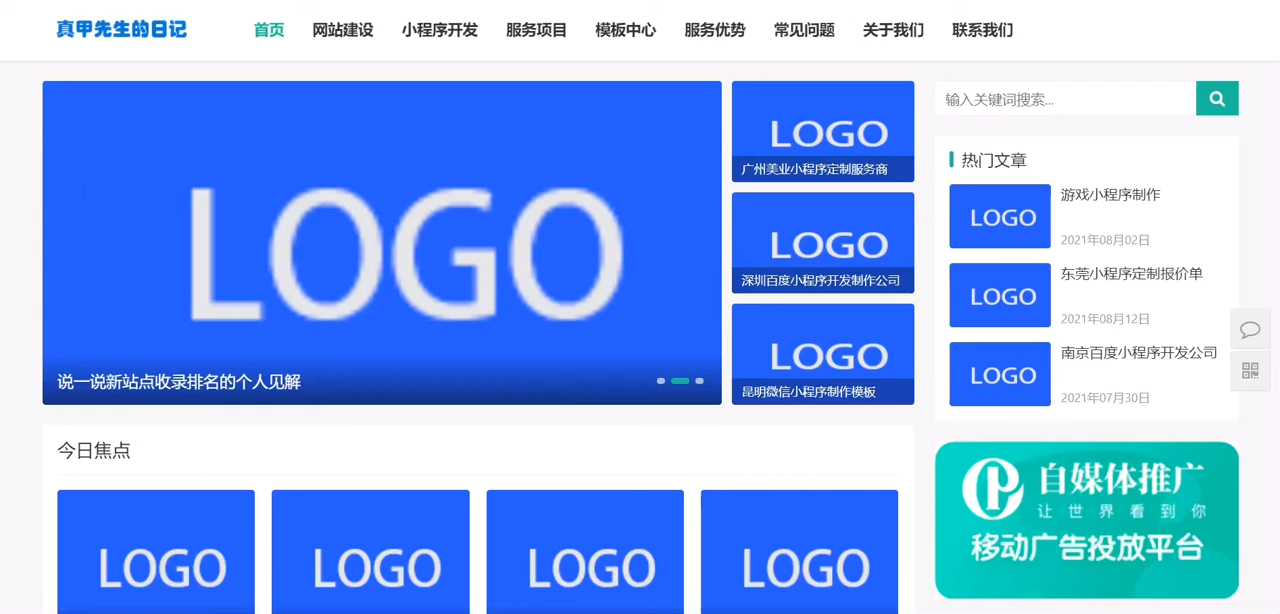 真甲先生的日记
首页 网站建设 小程序开发 服务项目 模板中心 服务优势 常见问题 关于我们 联系我们
LOGO
说一说新站点收录排名的个人见解
LOGO
广州美业小程序定制服务商
LOGO
深圳百度小程序开发制作公司
LOGO
昆明微信小程序制作模板
输入关键词搜索...
热门文章
LOGO
游戏小程序制作
2021年08月02日
LOGO
东莞小程序定制报价单
2021年08月12日
LOGO
南京百度小程序开发公司
2021年07月30日
今日焦点
LOGO
LOGO
LOGO
LOGO
自媒体推广
让世界看到你
移动广告投放平台